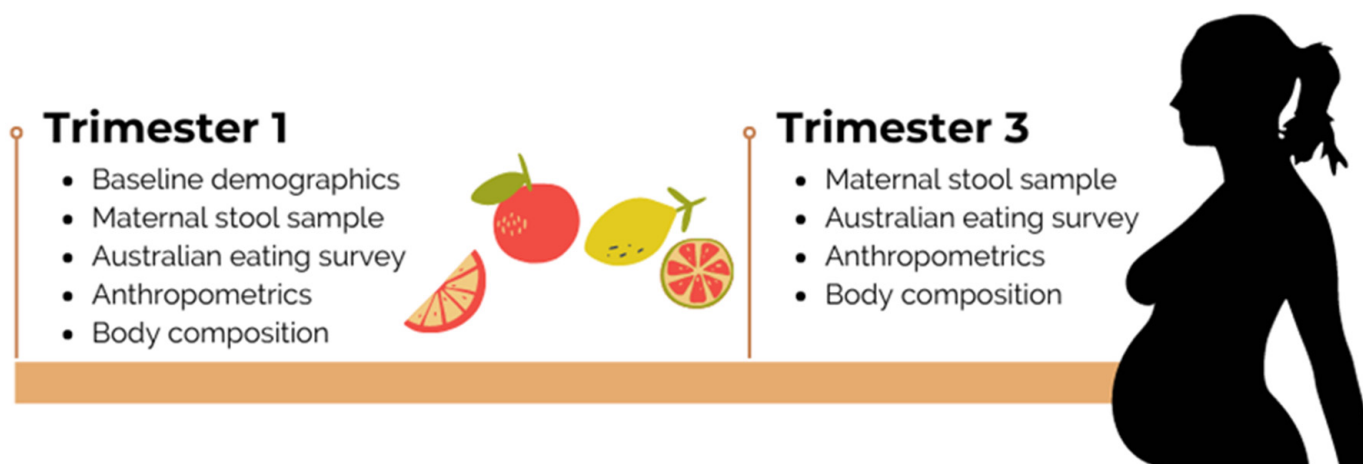 Trimester 1
• Baseline demographics
• Maternal stool sample
• Australian eating survey
• Anthropometrics
• Body composition
Trimester 3
• Maternal stool sample
• Australian eating survey
• Anthropometrics
• Body composition